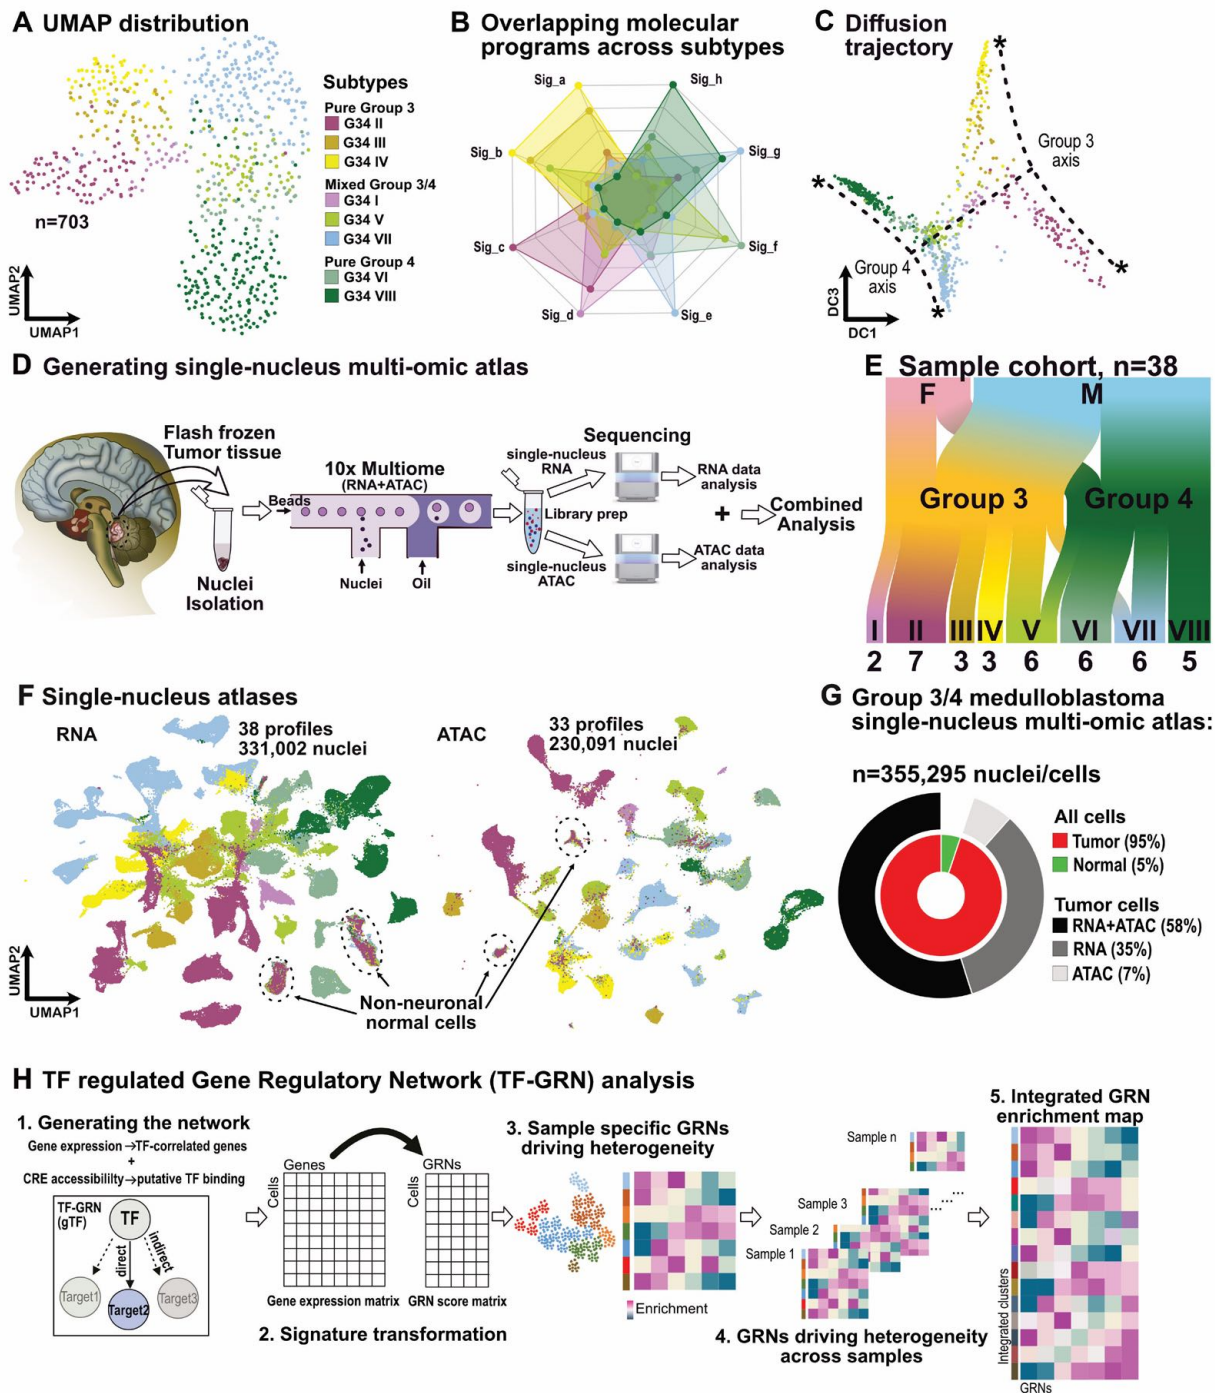 A UMAP distribution
n=703
UMAP2
UMAP1
Subtypes
Pure Group 3
G34 II
G34 III
G34 IV
Mixed Group 3/4
G34 I
G34 V
G34 VII
Pure Group 4
G34 VI
G34 VIII
B Overlapping molecular
programs across subtypes
Sig_a
Sig_h
Sig_b
Sig_g
Sig_c
Sig_f
Sig_d
Sig_e
C Diffusion
trajectory
*
*
*
*
Group 3
axis
Group 4
axis
DC3
DC1
D Generating single-nucleus multi-omic atlas
Flash frozen
Tumor tissue
Nuclei
Isolation
10x Multiome
(RNA+ATAC)
Beads
Nuclei
Oil
Sequencing
single-nucleus
RNA
Library prep
single-nucleus
ATAC
RNA data
analysis
+
ATAC data
analysis
Combined
Analysis
E Sample cohort, n=38
F M
Group 3 Group 4
I II III IV V VI VII VIII
2 7 3 3 6 6 6 5
F Single-nucleus atlases
RNA
38 profiles
331,002 nuclei
ATAC
33 profiles
230,091 nuclei
Non-neuronal
normal cells
UMAP2
UMAP1
G Group 3/4 medulloblastoma
single-nucleus multi-omic atlas:
n=355,295 nuclei/cells
All cells
Tumor (95%)
Normal (5%)
Tumor cells
RNA+ATAC (58%)
RNA (35%)
ATAC (7%)
H TF regulated Gene Regulatory Network (TF-GRN) analysis
1. Generating the network
Gene expression →TF-correlated genes
+
CRE accessibililty→putative TF binding
TF-GRN
(gTF)
TF
direct
indirect
Target1
Target2
Target3
Genes
Cells
Gene expression matrix
GRNs
Cells
GRN score matrix
2. Signature transformation
3. Sample specific GRNs
driving heterogeneity
Enrichment
Sample n
...
...
Sample 3
Sample 2
Sample 1
4. GRNs driving heterogeneity
across samples
5. Integrated GRN
enrichment map
Integrated clusters
GRNs